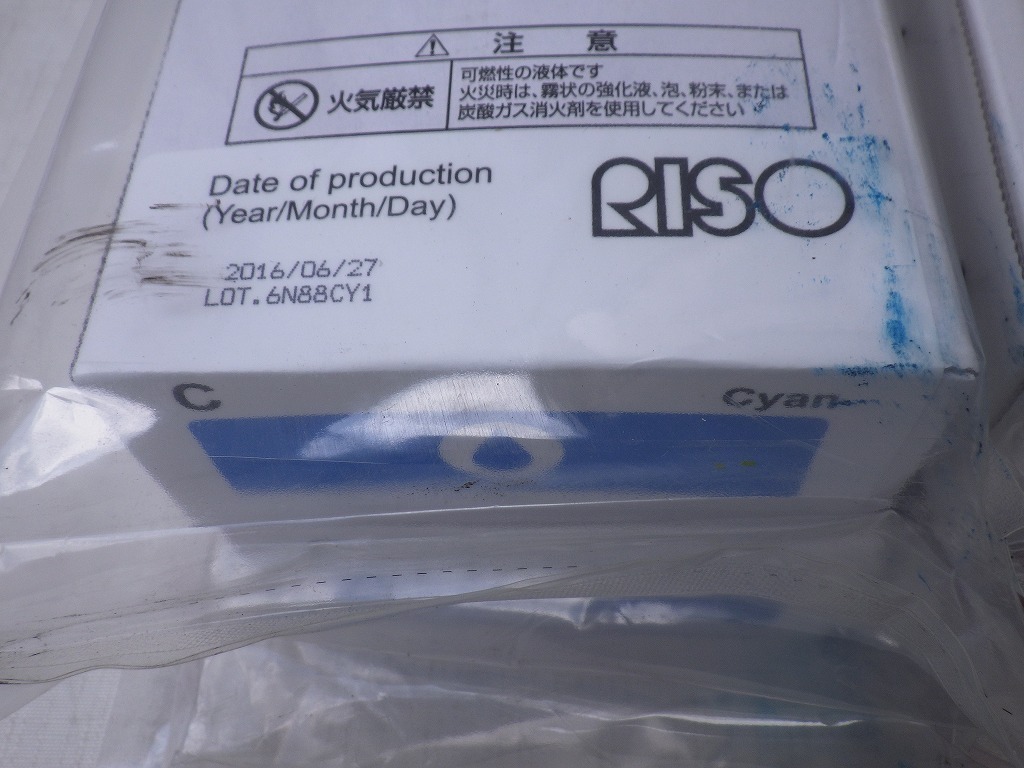 注 意
火気厳禁
可燃性の液体です
火災時は、霧状の強化液、泡、粉末、または
炭酸ガス消火剤を使用してください
Date of production
(Year/Month/Day)
RISO
2016/06/27
LOT.6N88CY1
C
Cyan